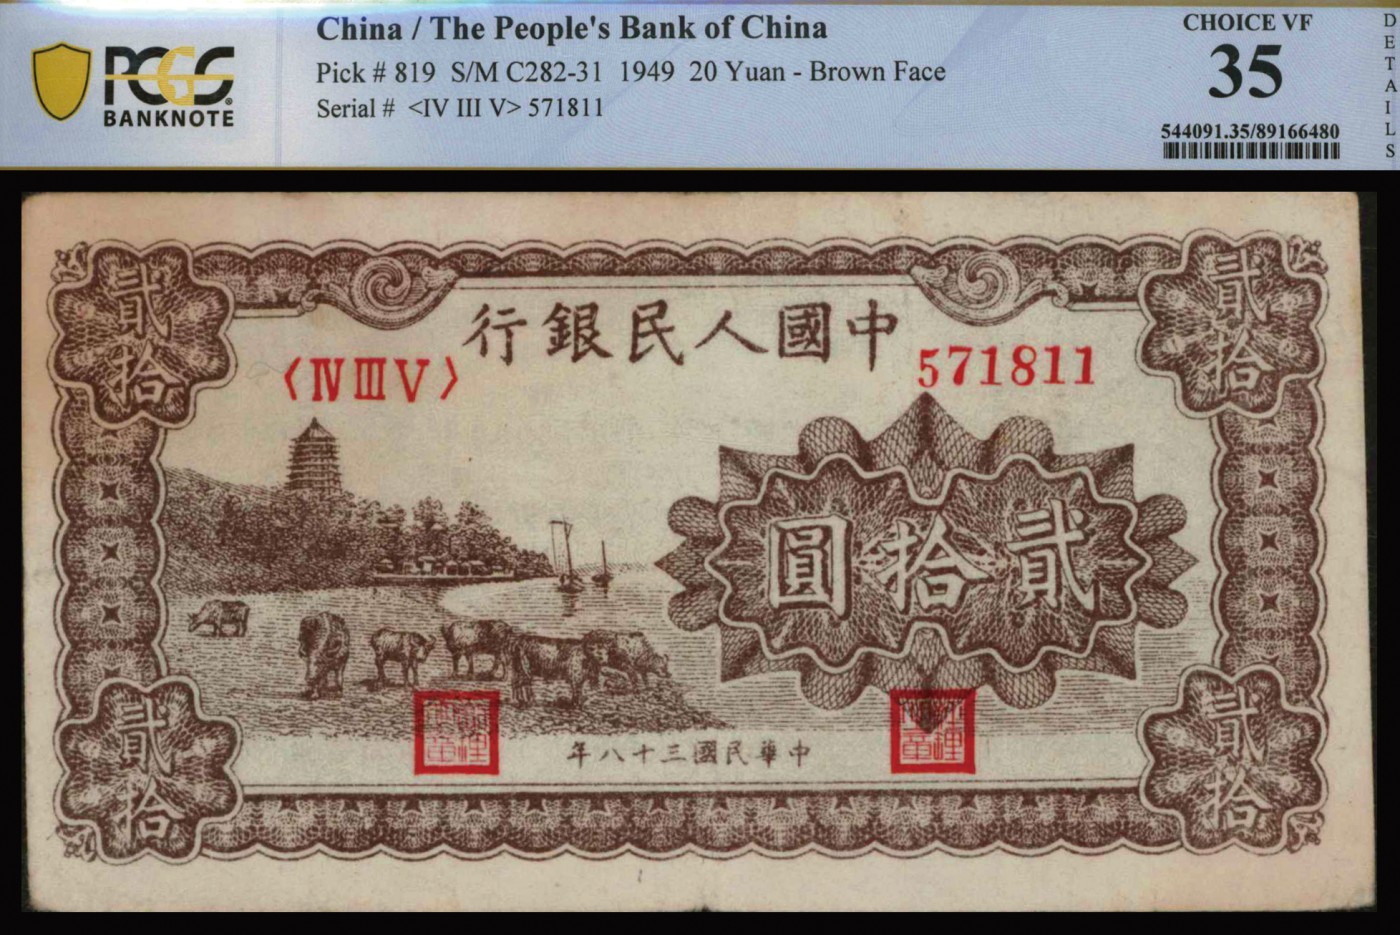 China / The People's Bank of China
Pick # 819 S/M C282-31 1949 20 Yuan - Brown Face
Serial # <IV III V> 571811
PCGS
BANKNOTE
CHOICE VF
35
544091.35/89166480
DETAILS
貳拾
貳拾
行銀民人國中
〈IV III V〉
571811
圓拾貳
年八十三國民華中
貳拾
貳拾